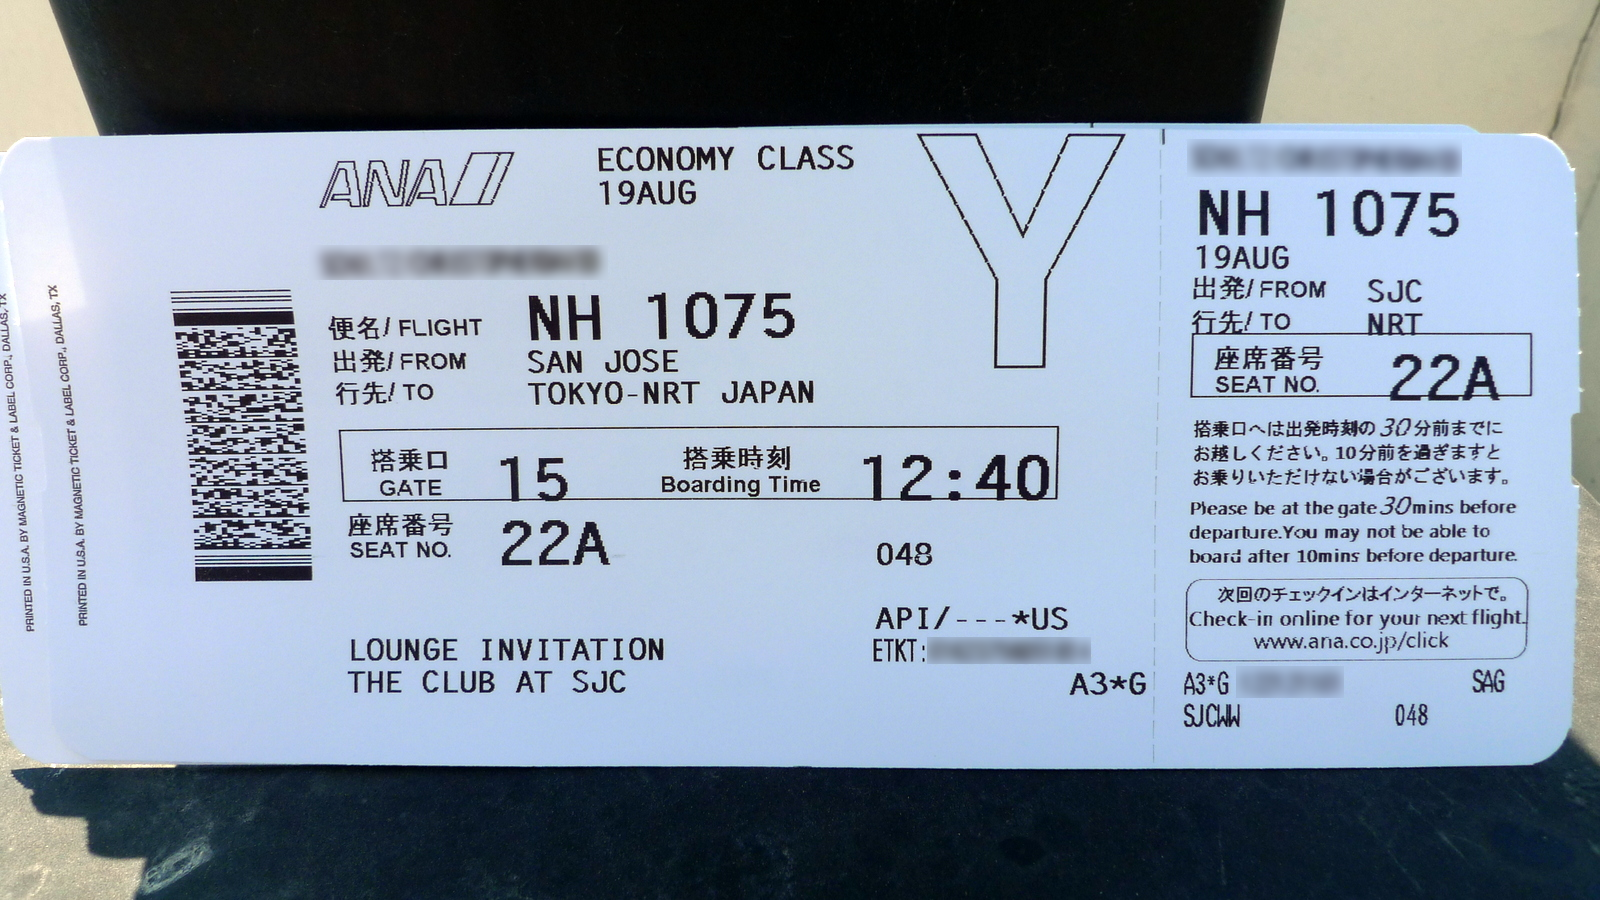 ANA
ECONOMY CLASS
19AUG
Y
便名/FLIGHT NH 1075
出発/FROM SAN JOSE
行先/TO TOKYO-NRT JAPAN
搭乗口 GATE 15 搭乗時刻 Boarding Time 12:40
座席番号 SEAT NO. 22A
048
API/---*US
ETKT:
LOUNGE INVITATION
THE CLUB AT SJC
A3*G
NH 1075
19AUG
出発/FROM SJC
行先/TO NRT
座席番号 SEAT NO. 22A
搭乗口へは出発時刻の30分前までに
お越しください。10分前を過ぎますと
お乗りいただけない場合がございます。
Please be at the gate 30mins before
departure.You may not be able to
board after 10mins before departure.
次回のチェックインはインターネットで。
Check-in online for your next flight.
www.ana.co.jp/click
A3*G SAG
SJCWW 048
PRINTED IN U.S.A. BY MAGNETIC TICKET & LABEL CORP., DALLAS, TX
PRINTED IN U.S.A. BY MAGNETIC TICKET & LABEL CORP., DALLAS, TX